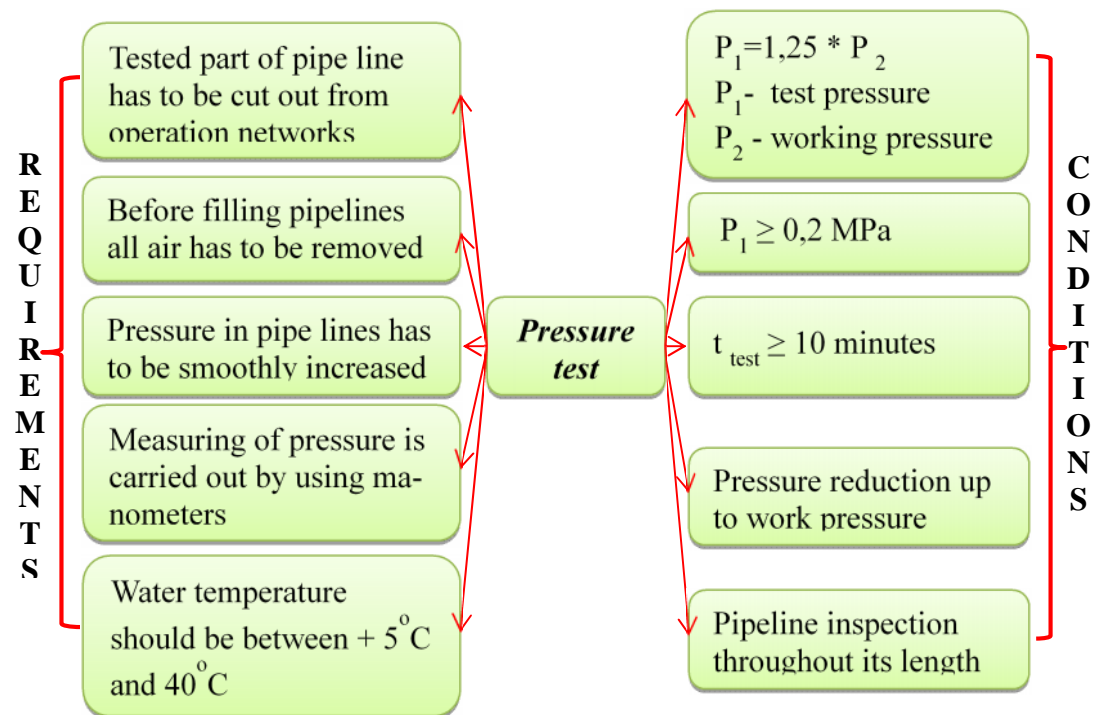 REQUIREMENTS
Tested part of pipe line
has to be cut out from
operation networks
Before filling pipelines
all air has to be removed
Pressure in pipe lines has
to be smoothly increased
Measuring of pressure is
carried out by using ma-
nometers
Water temperature
should be between + 5°C
and 40°C
Pressure
test
P₁=1,25 * P₂
P₁- test pressure
P₂ - working pressure
P₁ ≥ 0,2 MPa
t test ≥ 10 minutes
Pressure reduction up
to work pressure
Pipeline inspection
throughout its length
CONDITIONS